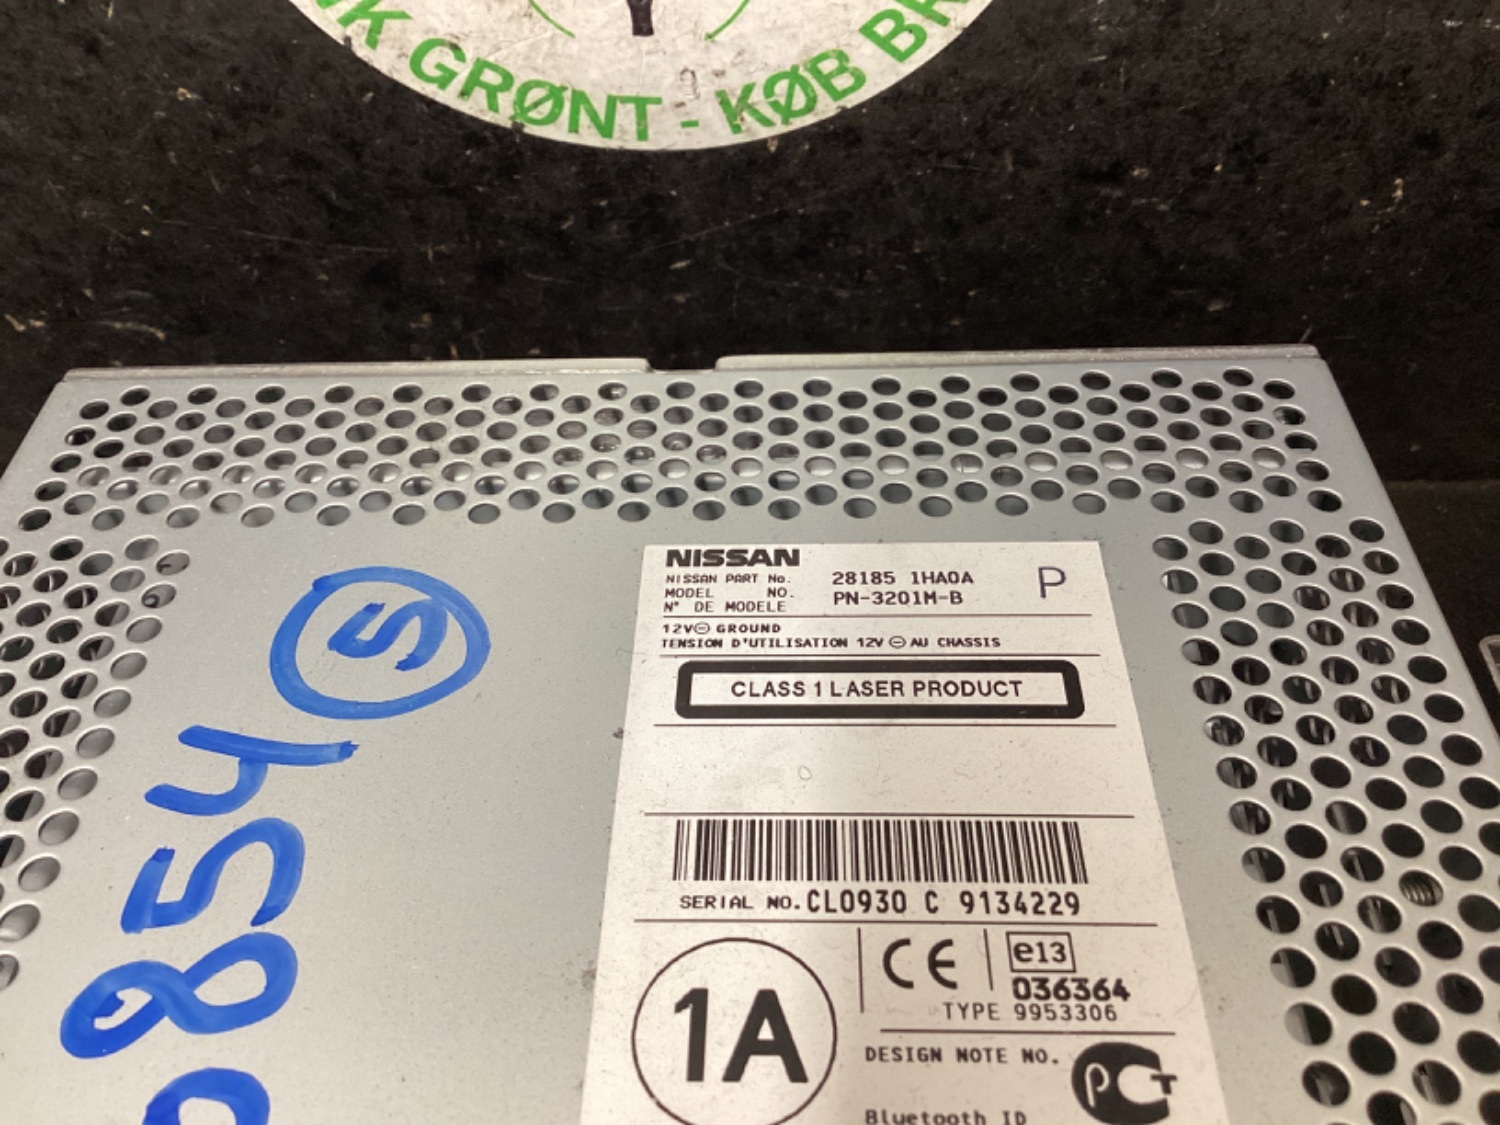 GRØNT - KØB
NISSAN
NISSAN PART No. 28185 1HA0A
MODEL NO. PN-3201M-B
N° DE MODELE
P
12V⊖ GROUND
TENSION D'UTILISATION 12V ⊖ AU CHASSIS
CLASS 1 LASER PRODUCT
SERIAL NO. CL0930 C 9134229
1A
CE
e13
036364
TYPE 9953306
DESIGN NOTE NO.
PCT
Bluetooth ID
854 5